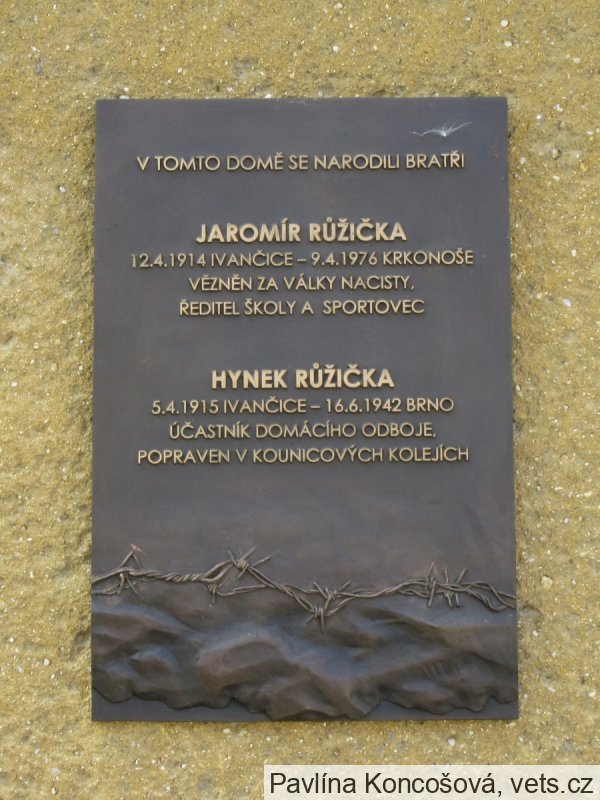 V TOMTO DOMĚ SE NARODILI BRATŘI
JAROMÍR RŮŽIČKA
12.4.1914 IVANČICE – 9.4.1976 KRKONOŠE
VĚZNĚN ZA VÁLKY NACISTY,
ŘEDITEL ŠKOLY A SPORTOVEC
HYNEK RŮŽIČKA
5.4.1915 IVANČICE – 16.6.1942 BRNO
ÚČASTNÍK DOMÁCÍHO ODBOJE,
POPRAVEN V KOUNICOVÝCH KOLEJÍCH
Pavlína Koncošová, vets.cz